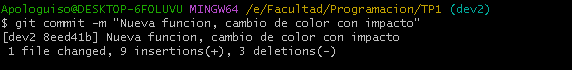 Apologuiso@DESKTOP-6FQLUVU MINGW64 /e/Facultad/Programacion/TP1 (dev2)
$ git commit -m "Nueva funcion, cambio de color con impacto"
[dev2 8eed41b] Nueva funcion, cambio de color con impacto
1 file changed, 9 insertions(+), 3 deletions(-)